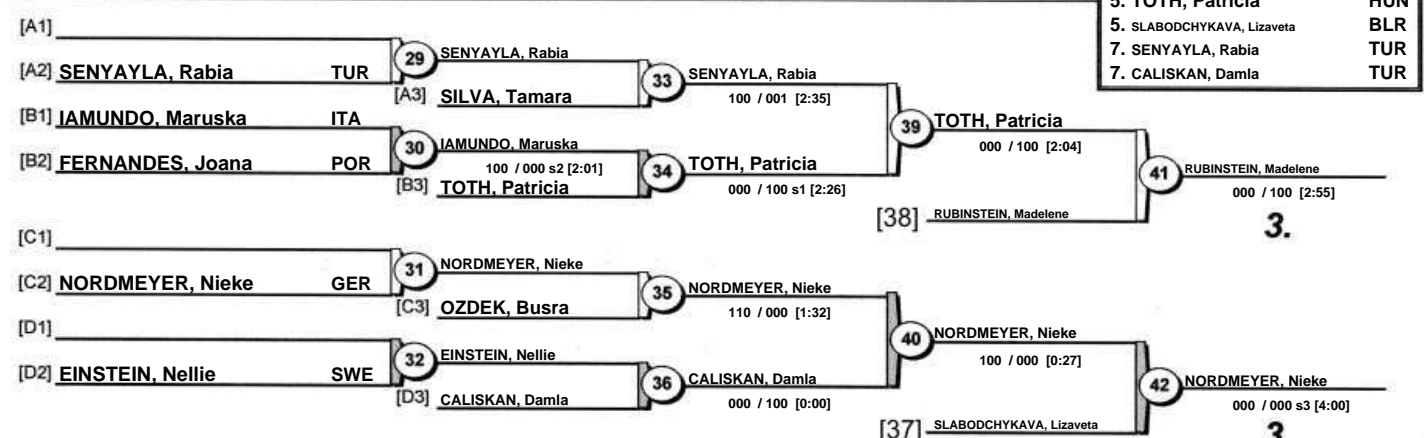 5. TOTH, Patricia HUN
5. SLABODCHYKAVA, Lizaveta BLR
7. SENYAYLA, Rabia TUR
7. CALISKAN, Damla TUR
[A1]
[A2] SENYAYLA, Rabia TUR
29 SENYAYLA, Rabia
[A3] SILVA, Tamara
33 SENYAYLA, Rabia
100 / 001 [2:35]
[B1] IAMUNDO, Maruska ITA
[B2] FERNANDES, Joana POR
30 IAMUNDO, Maruska
100 / 000 s2 [2:01]
[B3] TOTH, Patricia
34 TOTH, Patricia
000 / 100 s1 [2:26]
39 TOTH, Patricia
000 / 100 [2:04]
[38] RUBINSTEIN, Madelene
41 RUBINSTEIN, Madelene
000 / 100 [2:55]
3.
[C1]
[C2] NORDMEYER, Nieke GER
31 NORDMEYER, Nieke
[C3] OZDEK, Busra
35 NORDMEYER, Nieke
110 / 000 [1:32]
[D1]
[D2] EINSTEIN, Nellie SWE
32 EINSTEIN, Nellie
[D3] CALISKAN, Damla
36 CALISKAN, Damla
000 / 100 [0:00]
40 NORDMEYER, Nieke
100 / 000 [0:27]
[37] SLABODCHYKAVA, Lizaveta
42 NORDMEYER, Nieke
000 / 000 s3 [4:00]
3